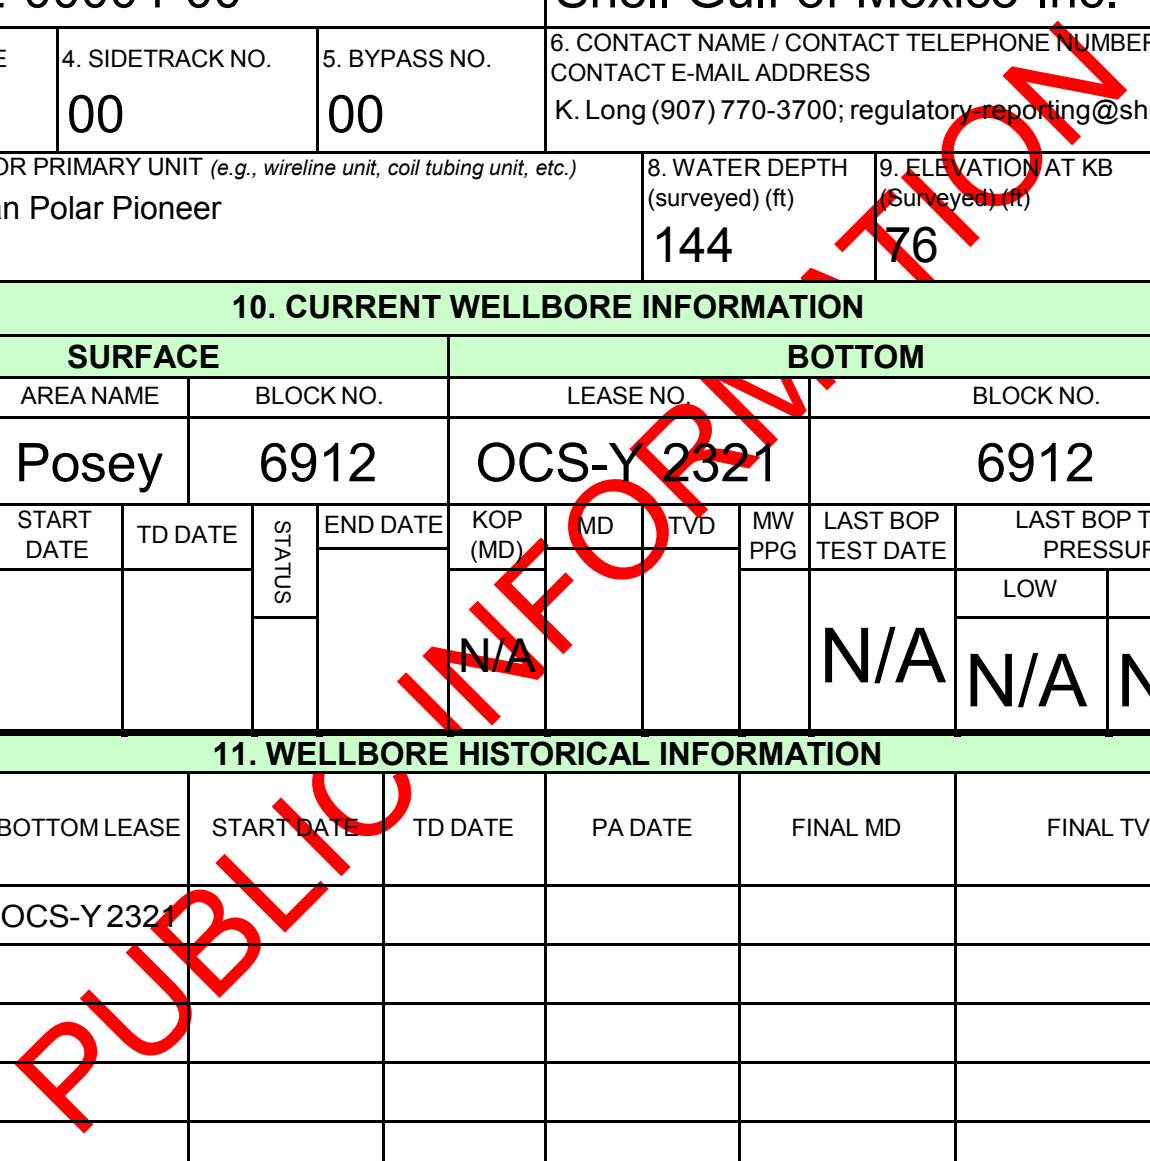 4. SIDETRACK NO.
5. BYPASS NO.
6. CONTACT NAME / CONTACT TELEPHONE NUMBER
CONTACT E-MAIL ADDRESS
00
00
K. Long (907) 770-3700; regulatory-reporting@sh
OR PRIMARY UNIT (e.g., wireline unit, coil tubing unit, etc.)
8. WATER DEPTH
(surveyed) (ft)
9. ELEVATION AT KB
(Surveyed) (ft)
an Polar Pioneer
144
76
10. CURRENT WELLBORE INFORMATION
SURFACE
BOTTOM
AREA NAME
BLOCK NO.
LEASE NO.
BLOCK NO.
Posey
6912
OCS-Y 2321
6912
START
DATE
TD DATE
STATUS
END DATE
KOP
(MD)
MD
TVD
MW
PPG
LAST BOP
TEST DATE
LAST BOP T
PRESSUR
LOW
N/A
N/A
N/A
N
11. WELLBORE HISTORICAL INFORMATION
BOTTOM LEASE
START DATE
TD DATE
PA DATE
FINAL MD
FINAL TV
OCS-Y 2321
PUBLIC INFORMATION